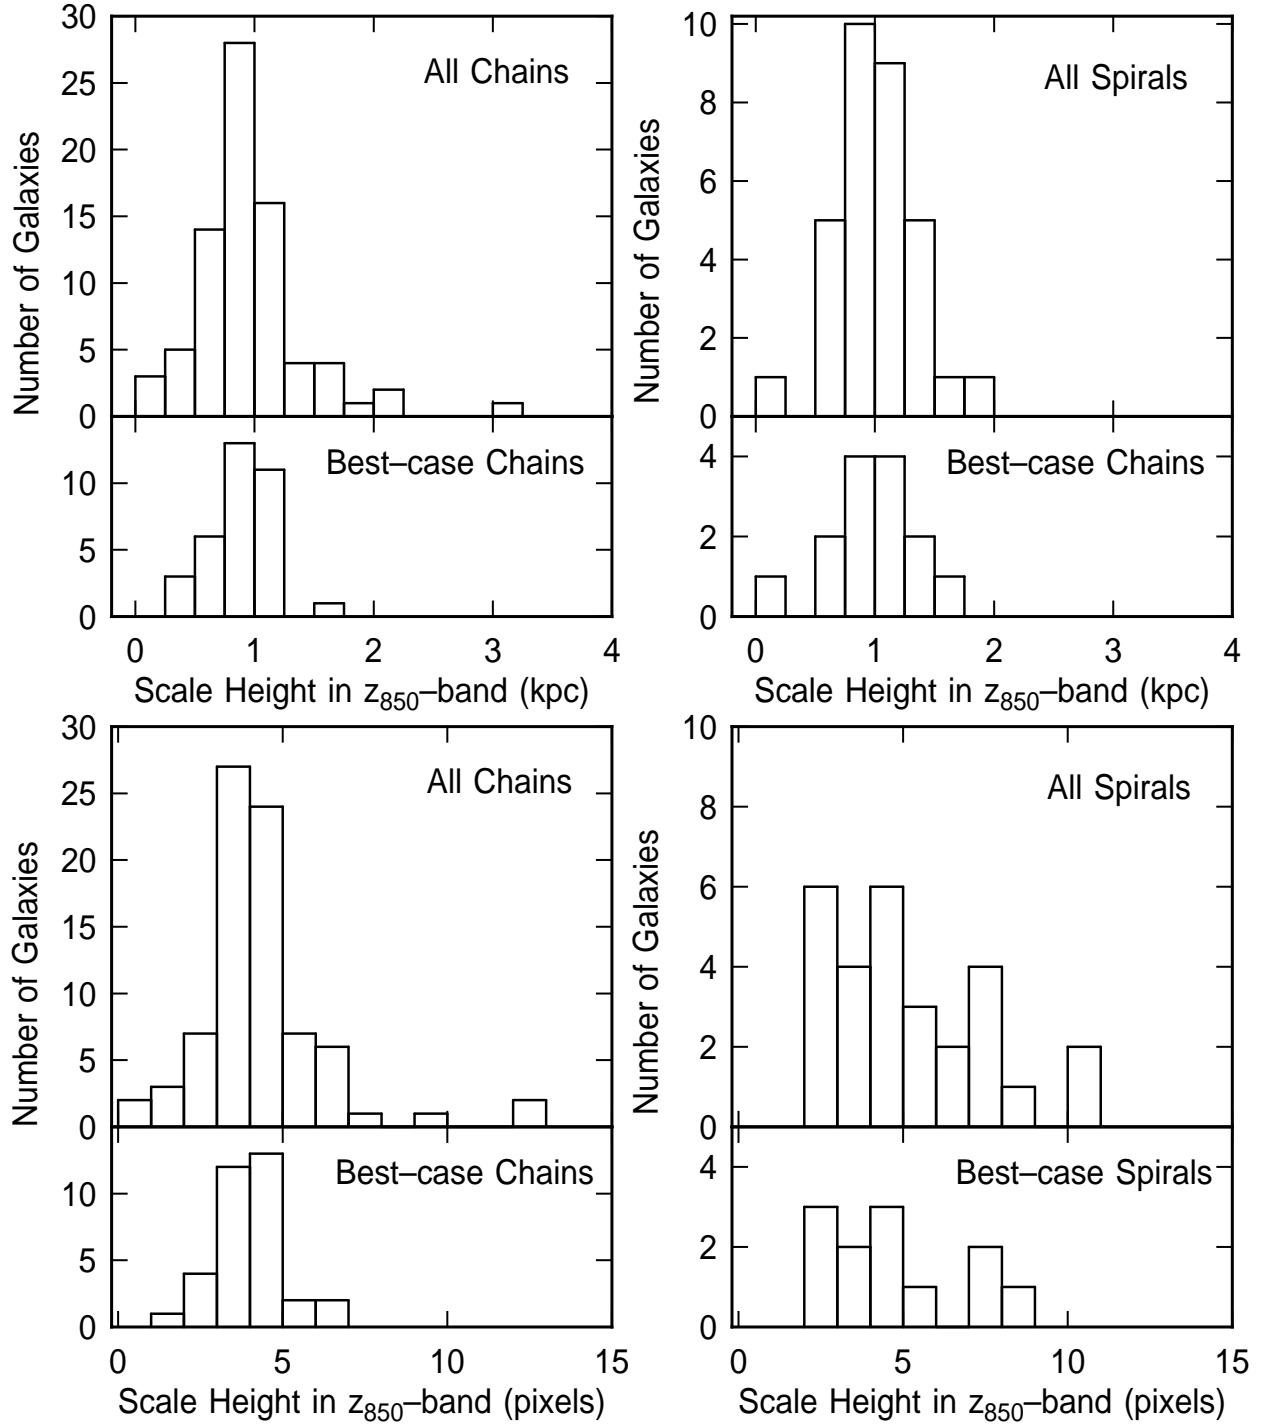 30
25
20
15
10
5
0
Number of Galaxies
All Chains
10
5
0
Best–case Chains
0 1 2 3 4
Scale Height in z850–band (kpc)
10
8
6
4
2
0
Number of Galaxies
All Spirals
4
2
0
Best–case Chains
0 1 2 3 4
Scale Height in z850–band (kpc)
30
25
20
15
10
5
0
Number of Galaxies
All Chains
10
5
0
Best–case Chains
0 5 10 15
Scale Height in z850–band (pixels)
10
8
6
4
2
0
Number of Galaxies
All Spirals
4
2
0
Best–case Spirals
0 5 10 15
Scale Height in z850–band (pixels)